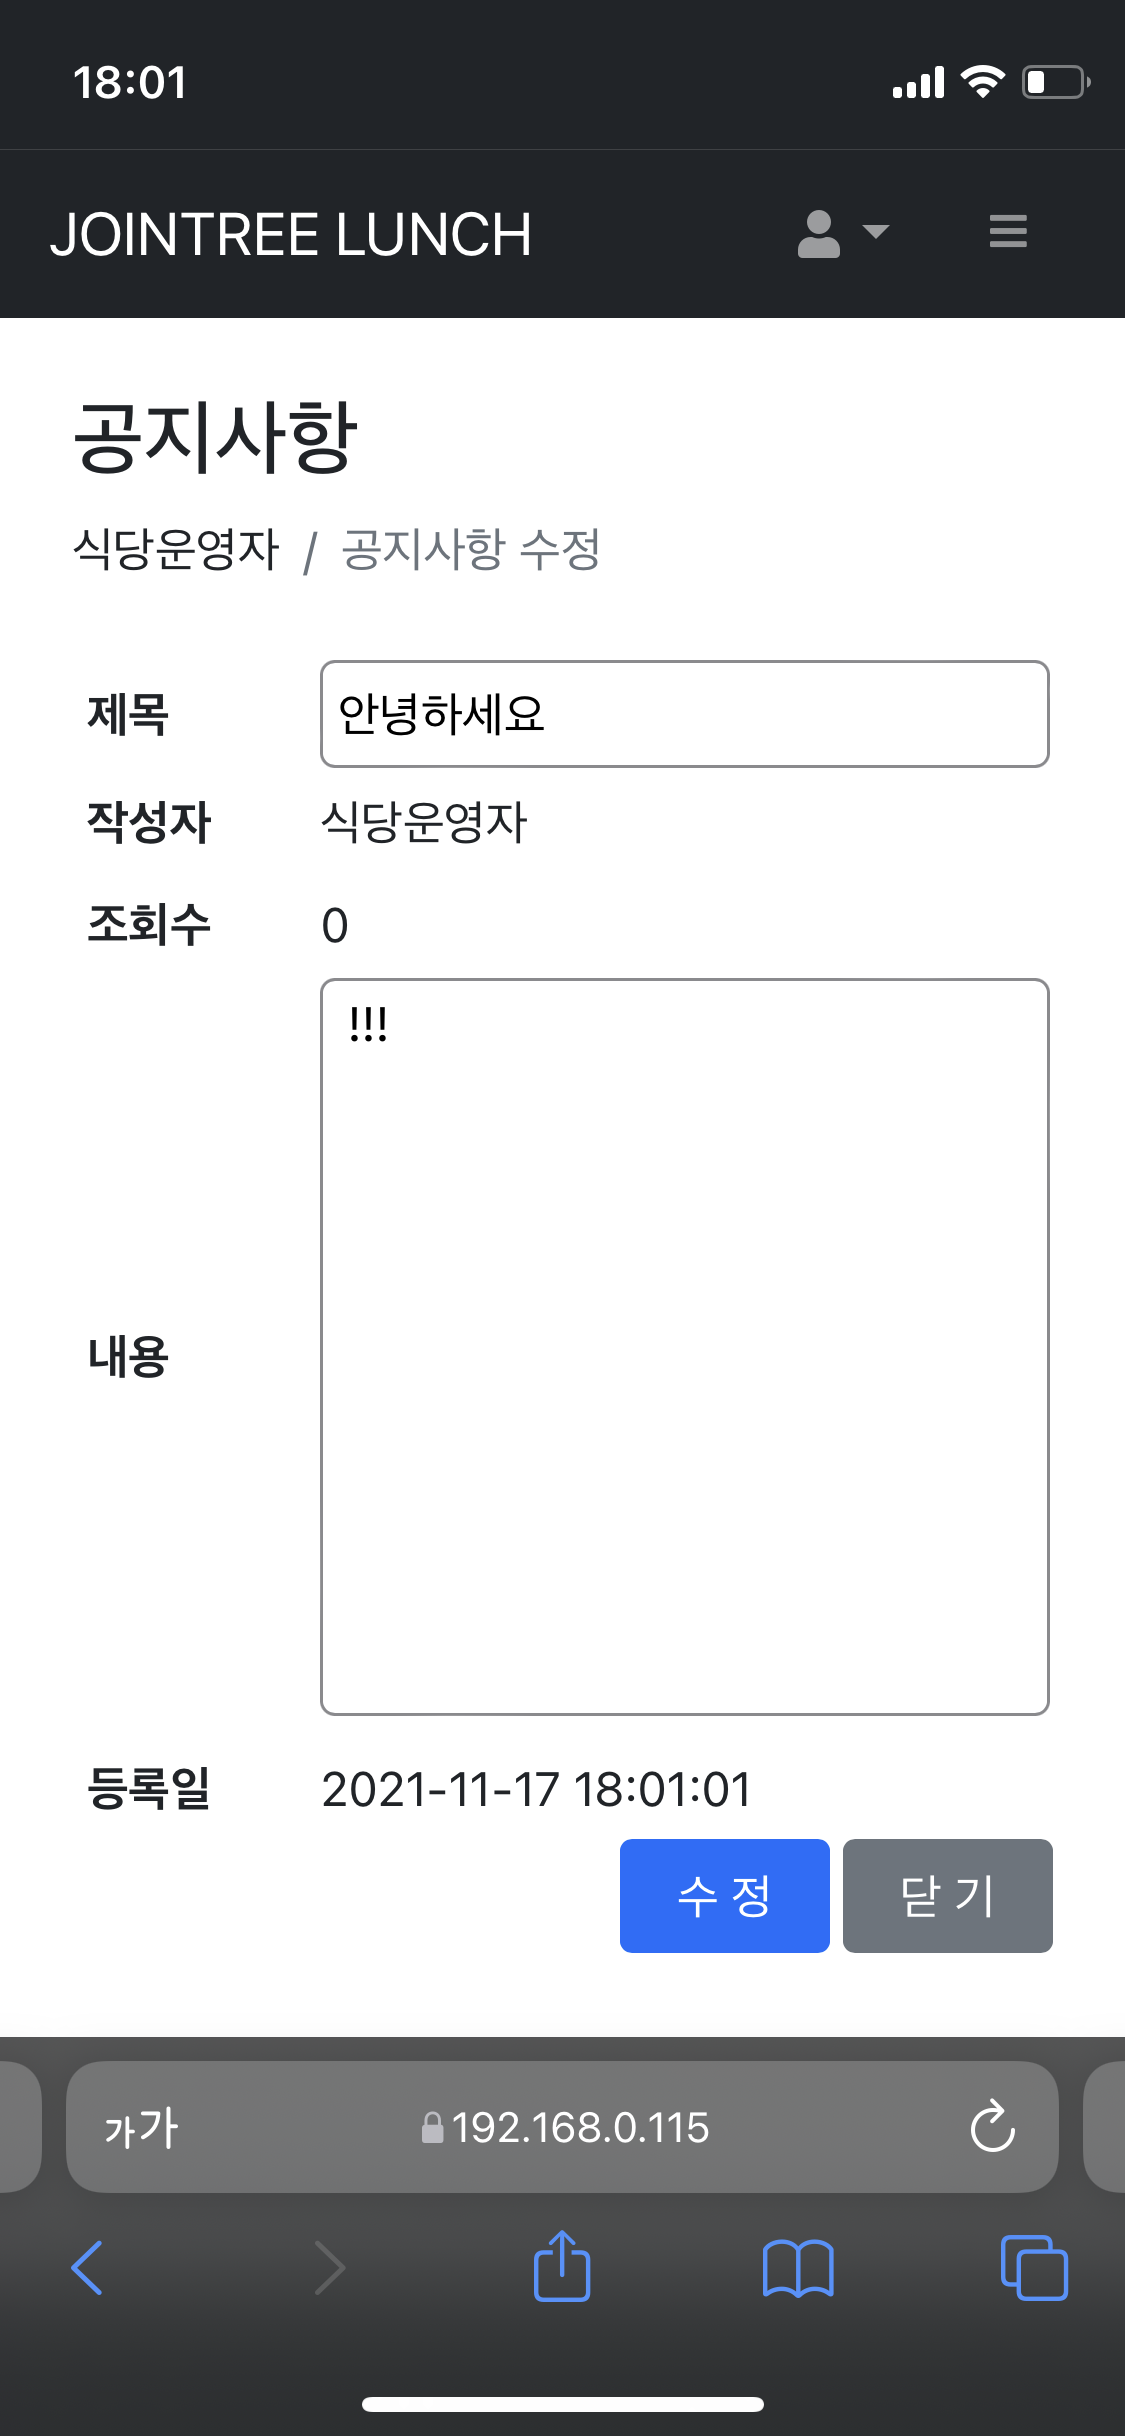 18:01
JOINTREE LUNCH
공지사항
식당운영자 / 공지사항 수정
제목 안녕하세요
작성자 식당운영자
조회수 0
!!!
내용
등록일 2021-11-17 18:01:01
수 정 닫 기
가가 192.168.0.115